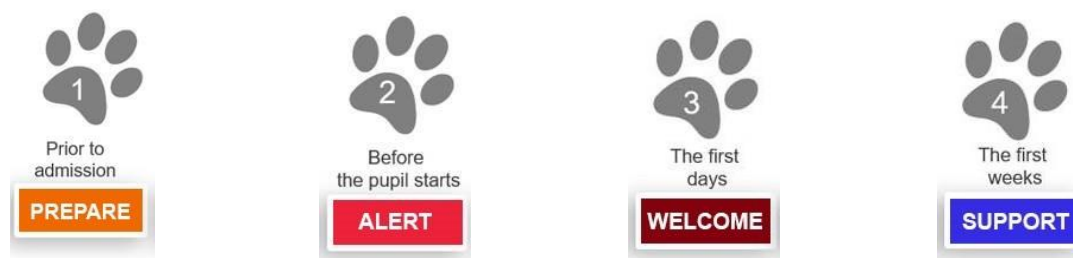 1
Prior to
admission
PREPARE
2
Before
the pupil starts
ALERT
3
The first
days
WELCOME
4
The first
weeks
SUPPORT